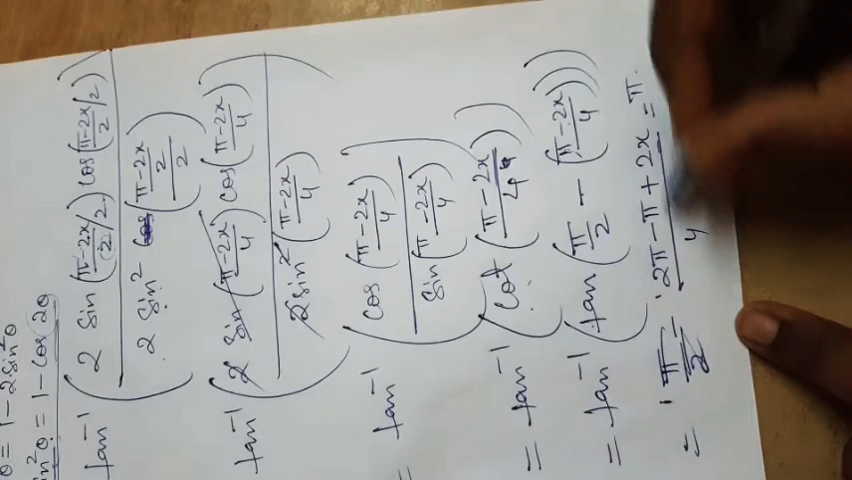 θ = 1 - 2sin²θ
in²θ = 1 - cos 2θ
tan⁻¹ ( 2 sin((π-2x)/2 /2) cos((π-2x/2)/2) / 2 sin² ((π-2x)/2 / 2) )
tan⁻¹ ( 2 sin((π-2x)/4) cos((π-2x)/4) / 2 sin² ((π-2x)/4) )
= tan⁻¹ ( cos((π-2x)/4) / sin((π-2x)/4) )
= tan⁻¹ ( cot((π-2x)/4) )
= tan⁻¹ ( tan(π/2 - ((π-2x)/4)) )
= π/2 - (2π-π+2x)/4 = π